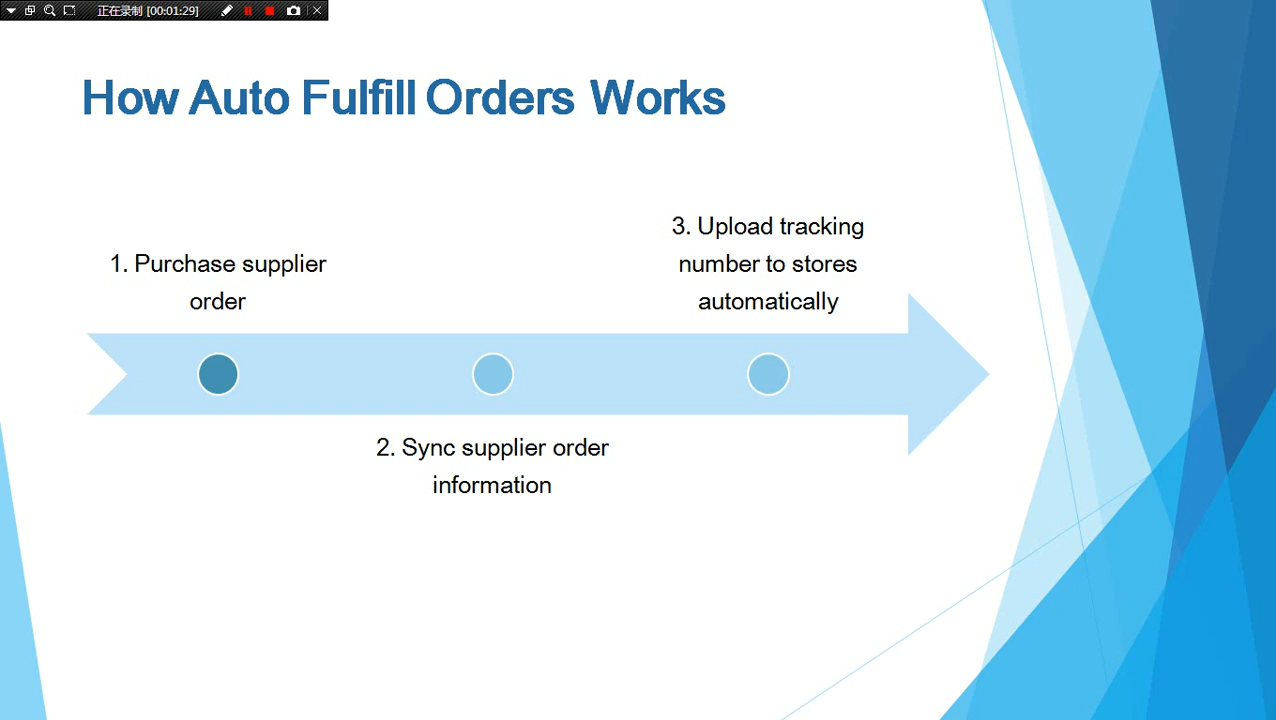 正在录制 [00:01:29]
How Auto Fulfill Orders Works
1. Purchase supplier
order
2. Sync supplier order
information
3. Upload tracking
number to stores
automatically